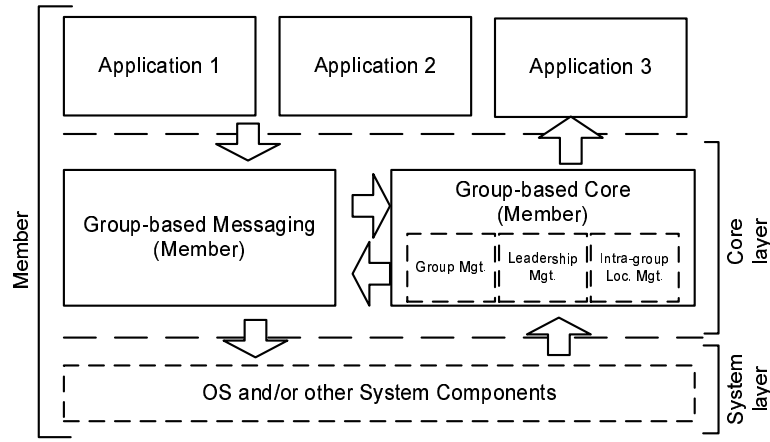 Application 1
Application 2
Application 3
Member
Group-based Messaging
(Member)
Group-based Core
(Member)
Group Mgt.
Leadership
Mgt.
Intra-group
Loc. Mgt.
Core
layer
OS and/or other System Components
System
layer